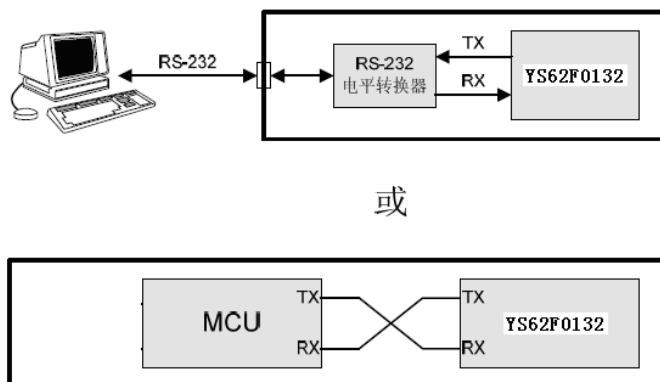 RS-232
RS-232
电平转换器
TX
RX
YS62F0132
或
MCU
TX
RX
TX
RX
YS62F0132